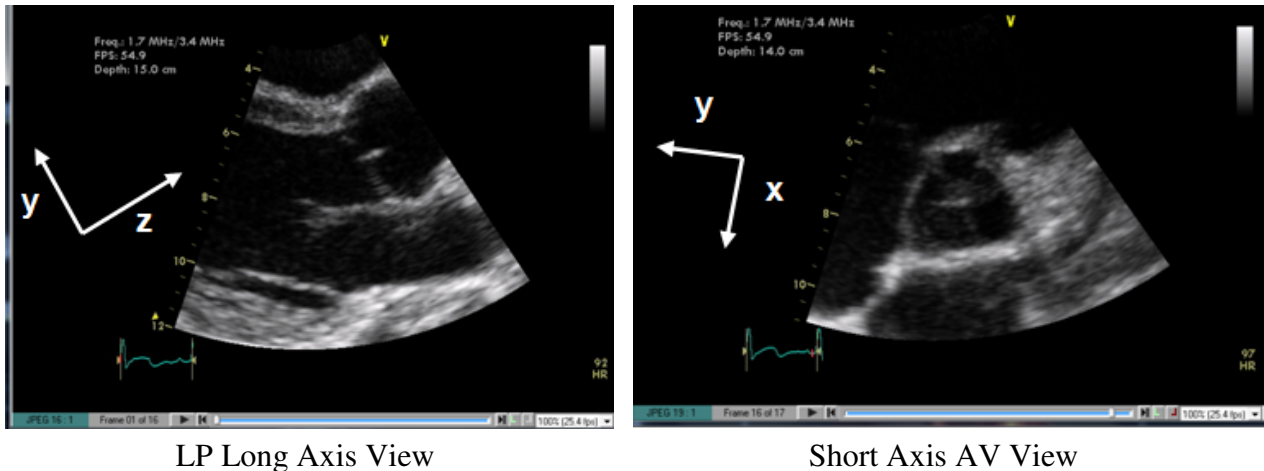 Freq.: 1.7 MHz/3.4 MHz
FPS: 54.9
Depth: 15.0 cm
V
4
6
8
10
12
y
z
92
HR
JPEG 16 : 1
Frame 01 of 16
100% (25.4 fps)
LP Long Axis View
Freq.: 1.7 MHz/3.4 MHz
FPS: 54.9
Depth: 14.0 cm
V
4
6
8
10
y
x
97
HR
JPEG 19 : 1
Frame 16 of 17
100% (25.4 fps)
Short Axis AV View